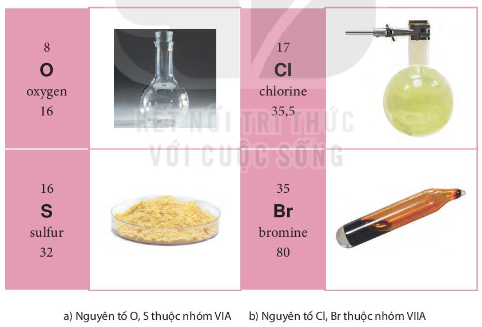 8
O
oxygen
16
17
Cl
chlorine
35,5
KẾT NỐI TRI THỨC
VỚI CUỘC SỐNG
16
S
sulfur
32
35
Br
bromine
80
a) Nguyên tố O, S thuộc nhóm VIA
b) Nguyên tố Cl, Br thuộc nhóm VIIA